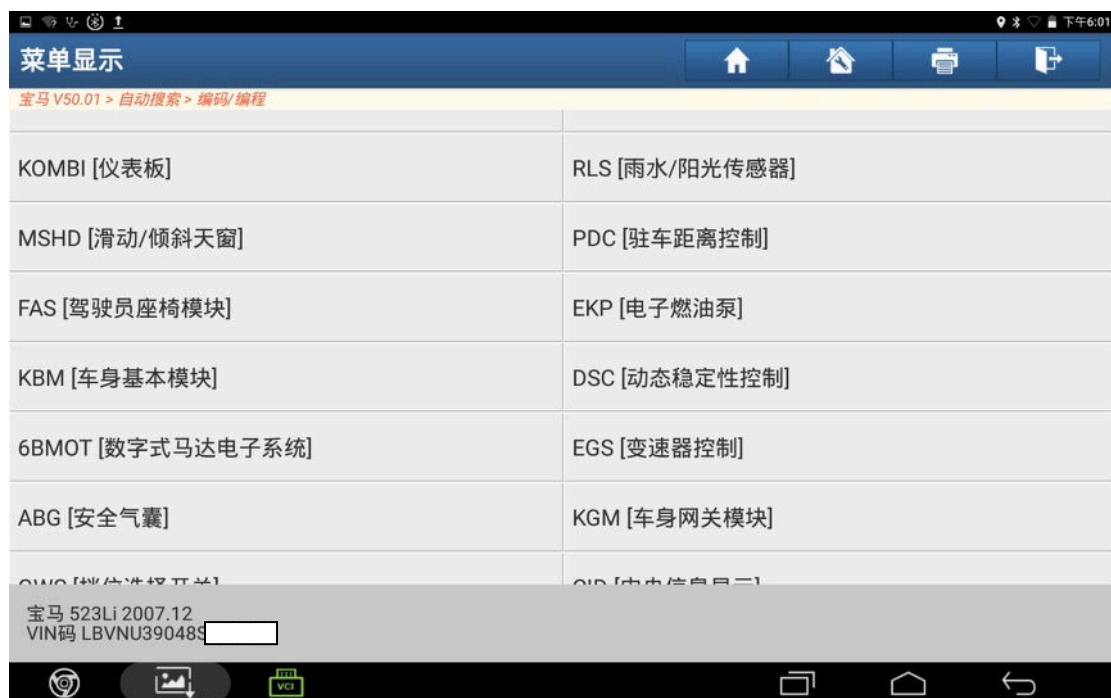 下午6:01
菜单显示
宝马 V50.01 > 自动搜索 > 编码/编程
KOMBI [仪表板]
RLS [雨水/阳光传感器]
MSHD [滑动/倾斜天窗]
PDC [驻车距离控制]
FAS [驾驶员座椅模块]
EKP [电子燃油泵]
KBM [车身基本模块]
DSC [动态稳定性控制]
6BMOT [数字式马达电子系统]
EGS [变速器控制]
ABG [安全气囊]
KGM [车身网关模块]
宝马 523Li 2007.12
VIN码 LBVNU39048S
VCI